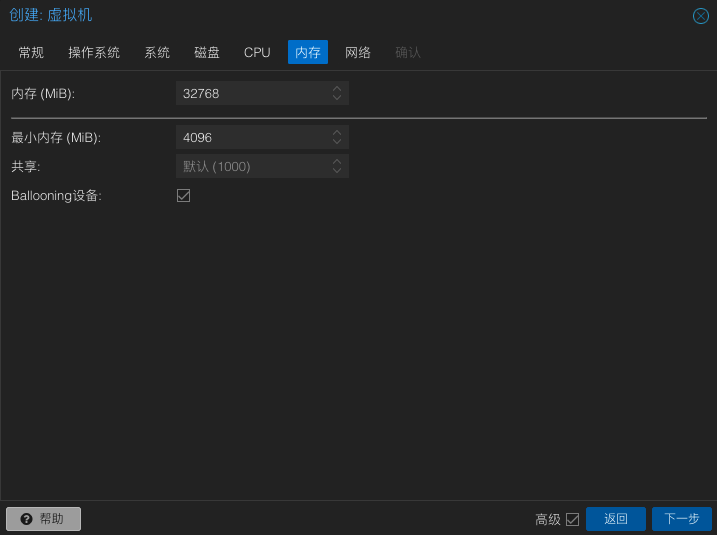 创建: 虚拟机
常规 操作系统 系统 磁盘 CPU 内存 网络 确认
内存 (MiB): 32768
最小内存 (MiB): 4096
共享: 默认 (1000)
Ballooning设备:
帮助 高级 返回 下一步